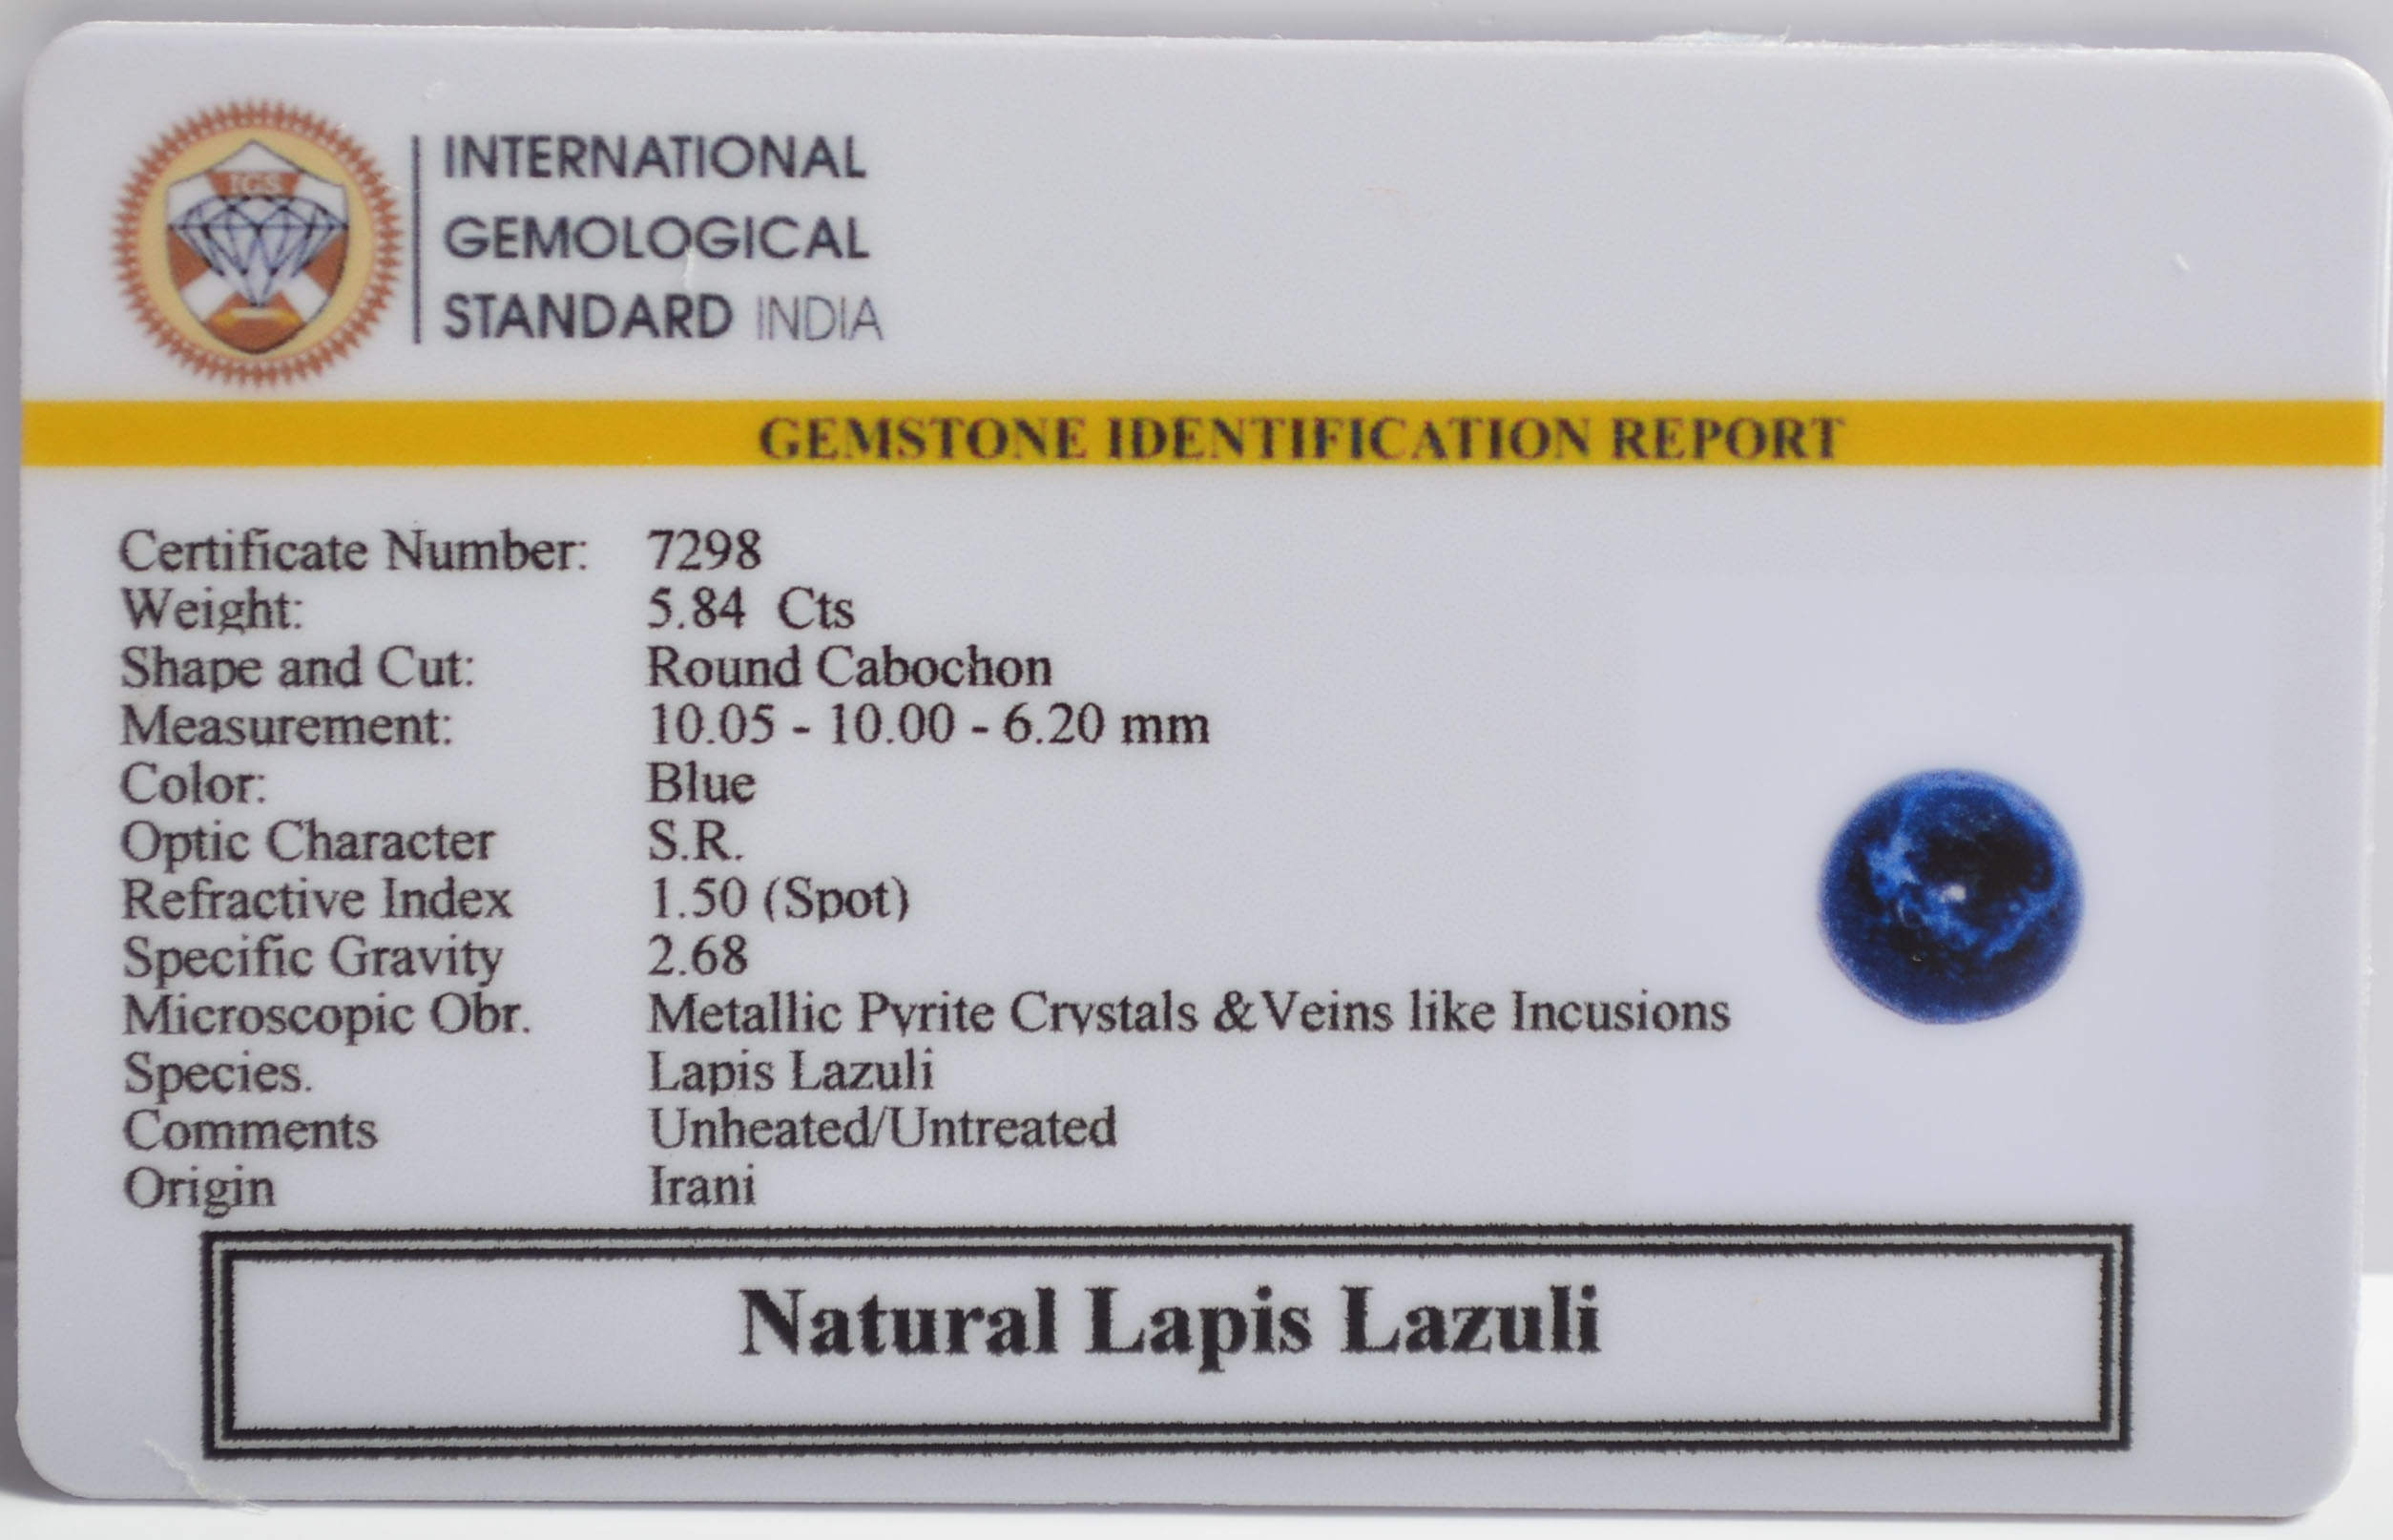 IGS
INTERNATIONAL
GEMOLOGICAL
STANDARD INDIA
GEMSTONE IDENTIFICATION REPORT
Certificate Number: 7298
Weight: 5.84 Cts
Shape and Cut: Round Cabochon
Measurement: 10.05 - 10.00 - 6.20 mm
Color: Blue
Optic Character S.R.
Refractive Index 1.50 (Spot)
Specific Gravity 2.68
Microscopic Obr. Metallic Pyrite Crystals &Veins like Incusions
Species. Lapis Lazuli
Comments Unheated/Untreated
Origin Irani
Natural Lapis Lazuli